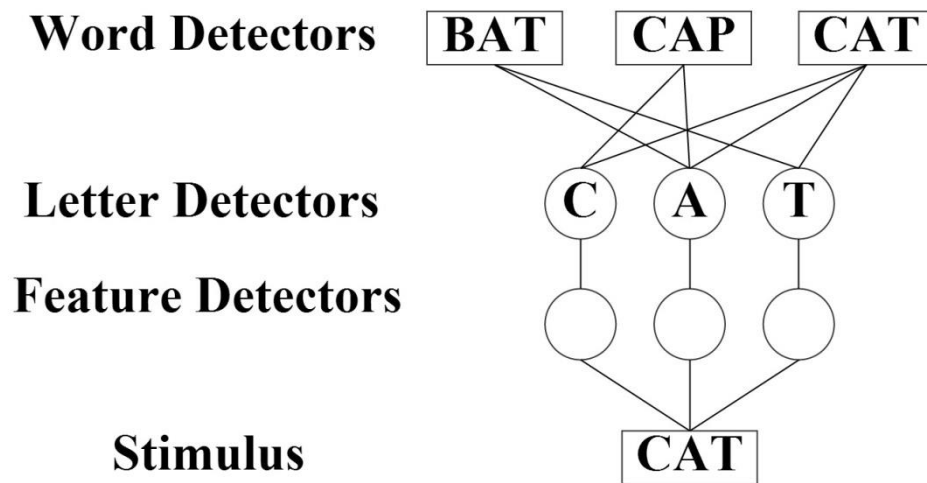 Word Detectors BAT CAP CAT
Letter Detectors C A T
Feature Detectors
Stimulus CAT